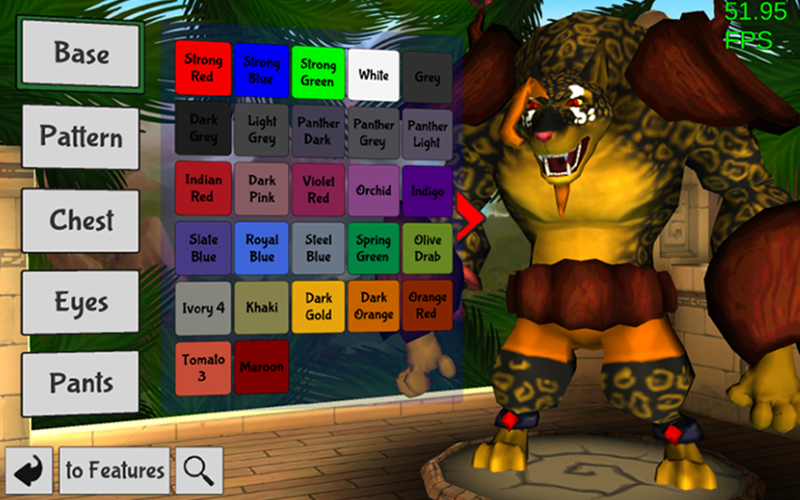 51.95
FPS
Base
Pattern
Chest
Eyes
Pants
Strong
Red
Strong
Blue
Strong
Green
White
Grey
Dark
Grey
Light
Grey
Panther
Dark
Panther
Grey
Panther
Light
Indian
Red
Dark
Pink
Violet
Red
Orchid
Indigo
Slate
Blue
Royal
Blue
Steel
Blue
Spring
Green
Olive
Drab
Ivory 4
Khaki
Dark
Gold
Dark
Orange
Orange
Red
Tomalo
3
Maroon
to Features